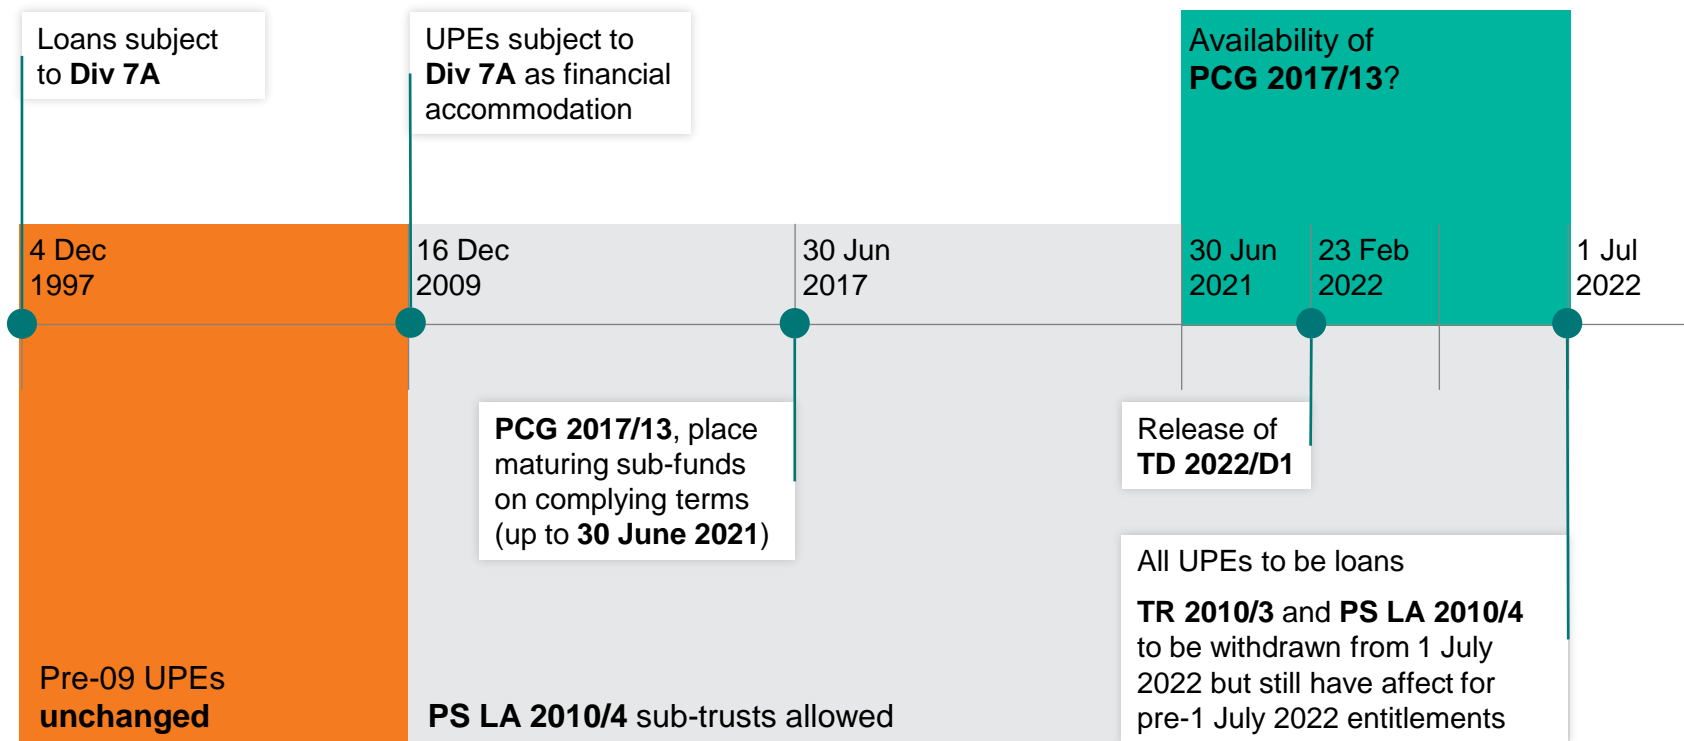 Loans subject
to Div 7A
UPEs subject to
Div 7A as financial
accommodation
Availability of
PCG 2017/13?
4 Dec
1997
16 Dec
2009
30 Jun
2017
30 Jun
2021
23 Feb
2022
1 Jul
2022
PCG 2017/13, place
maturing sub-funds
on complying terms
(up to 30 June 2021)
Release of
TD 2022/D1
All UPEs to be loans
TR 2010/3 and PS LA 2010/4
to be withdrawn from 1 July
2022 but still have affect for
pre-1 July 2022 entitlements
Pre-09 UPEs
unchanged
PS LA 2010/4 sub-trusts allowed